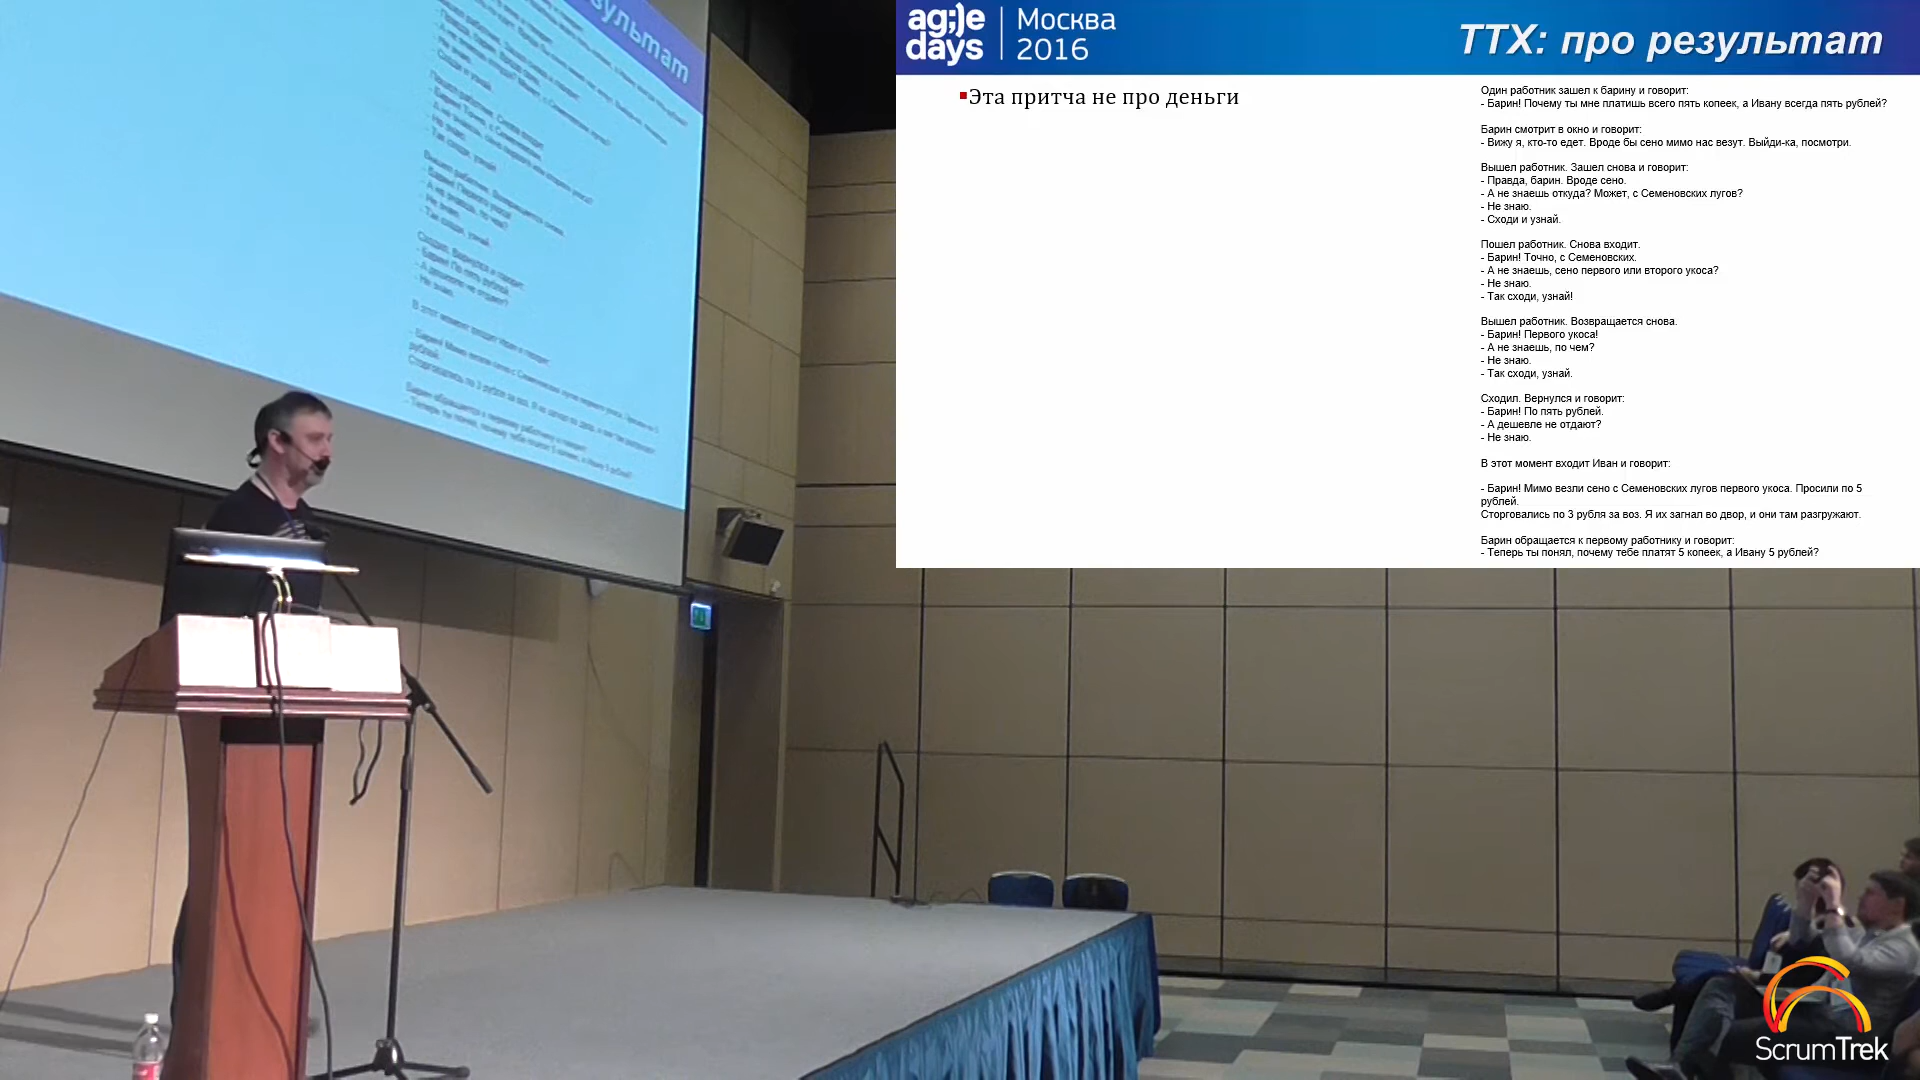 agile days
Москва
2016
ТТХ: про результат
Эта притча не про деньги
Один работник зашел к барину и говорит:
- Барин! Почему ты мне платишь всего пять копеек, а Ивану всегда пять рублей?
Барин смотрит в окно и говорит:
- Вижу я, кто-то едет. Вроде бы сено мимо нас везут. Выйди-ка, посмотри.
Вышел работник. Зашел снова и говорит:
- Правда, барин. Вроде сено.
- А не знаешь откуда? Может, с Семеновских лугов?
- Не знаю.
- Сходи и узнай.
Пошел работник. Снова входит.
- Барин! Точно, с Семеновских.
- А не знаешь, сено первого или второго укоса?
- Не знаю.
- Так сходи, узнай!
Вышел работник. Возвращается снова.
- Барин! Первого укоса!
- А не знаешь, по чем?
- Не знаю.
- Так сходи, узнай.
Сходил. Вернулся и говорит:
- Барин! По пять рублей.
- А дешевле не отдают?
- Не знаю.
В этот момент входит Иван и говорит:
- Барин! Мимо везли сено с Семеновских лугов первого укоса. Просили по 5
рублей.
Сторговались по 3 рубля за воз. Я их загнал во двор, и они там разгружают.
Барин обращается к первому работнику и говорит:
- Теперь ты понял, почему тебе платят 5 копеек, а Ивану 5 рублей?
ScrumTrek